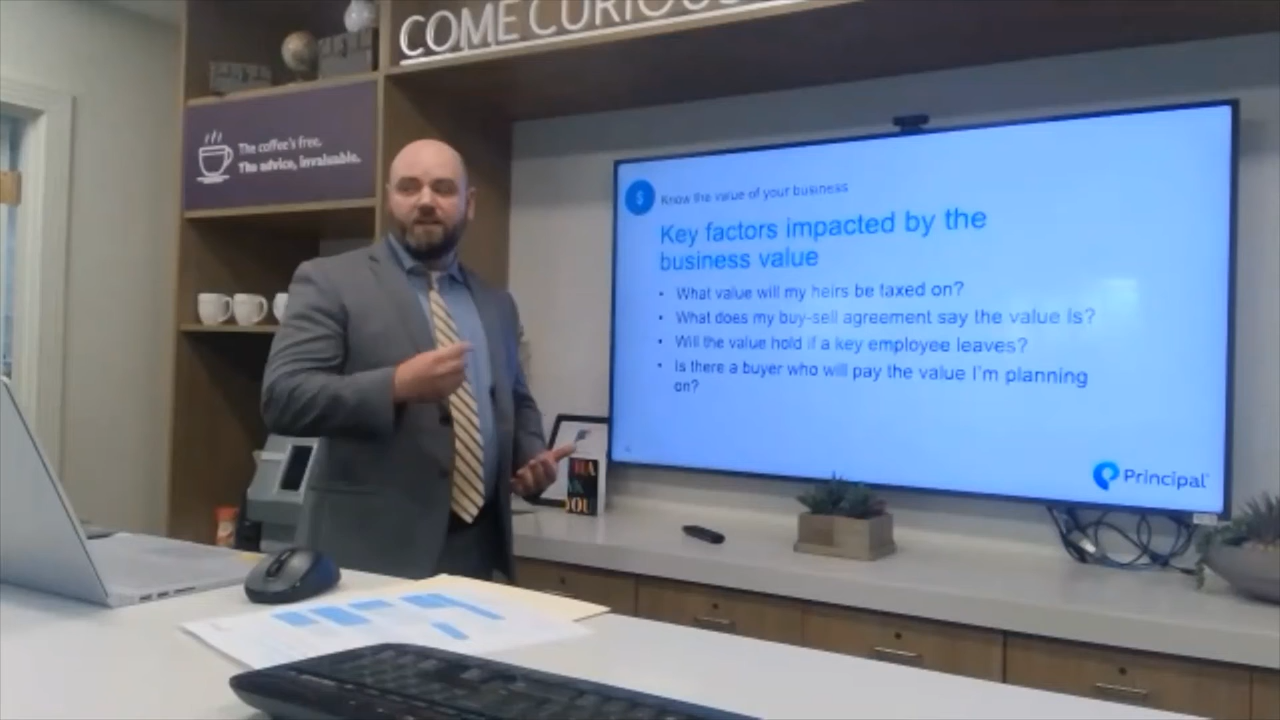 COME CURIOUS
The coffee's free.
The advice, invaluable.
$ Know the value of your business
Key factors impacted by the
business value
• What value will my heirs be taxed on?
• What does my buy-sell agreement say the value is?
• Will the value hold if a key employee leaves?
• Is there a buyer who will pay the value I'm planning
on?
Principal®
YOU